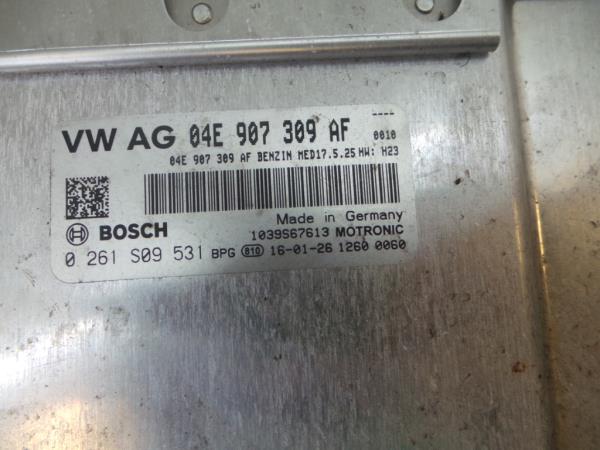 ----
VW AG 04E 907 309 AF 0010
04E 907 309 AF BENZIN MED17.5.25 HW: H23
Made in Germany
BOSCH 1039S67613 MOTRONIC
0 261 S09 531 BPG 810 16-01-26 1260 0060